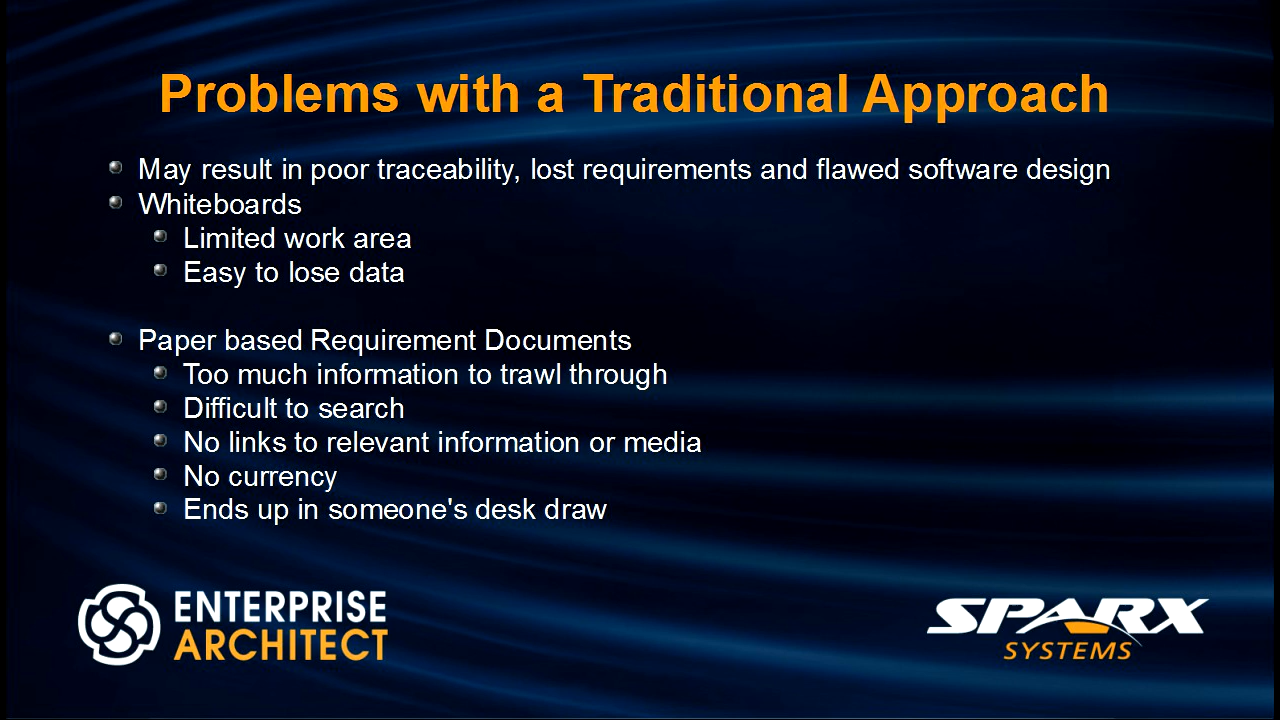 Problems with a Traditional Approach
May result in poor traceability, lost requirements and flawed software design
Whiteboards
Limited work area
Easy to lose data
Paper based Requirement Documents
Too much information to trawl through
Difficult to search
No links to relevant information or media
No currency
Ends up in someone's desk draw
ENTERPRISE
ARCHITECT
SPARX
SYSTEMS